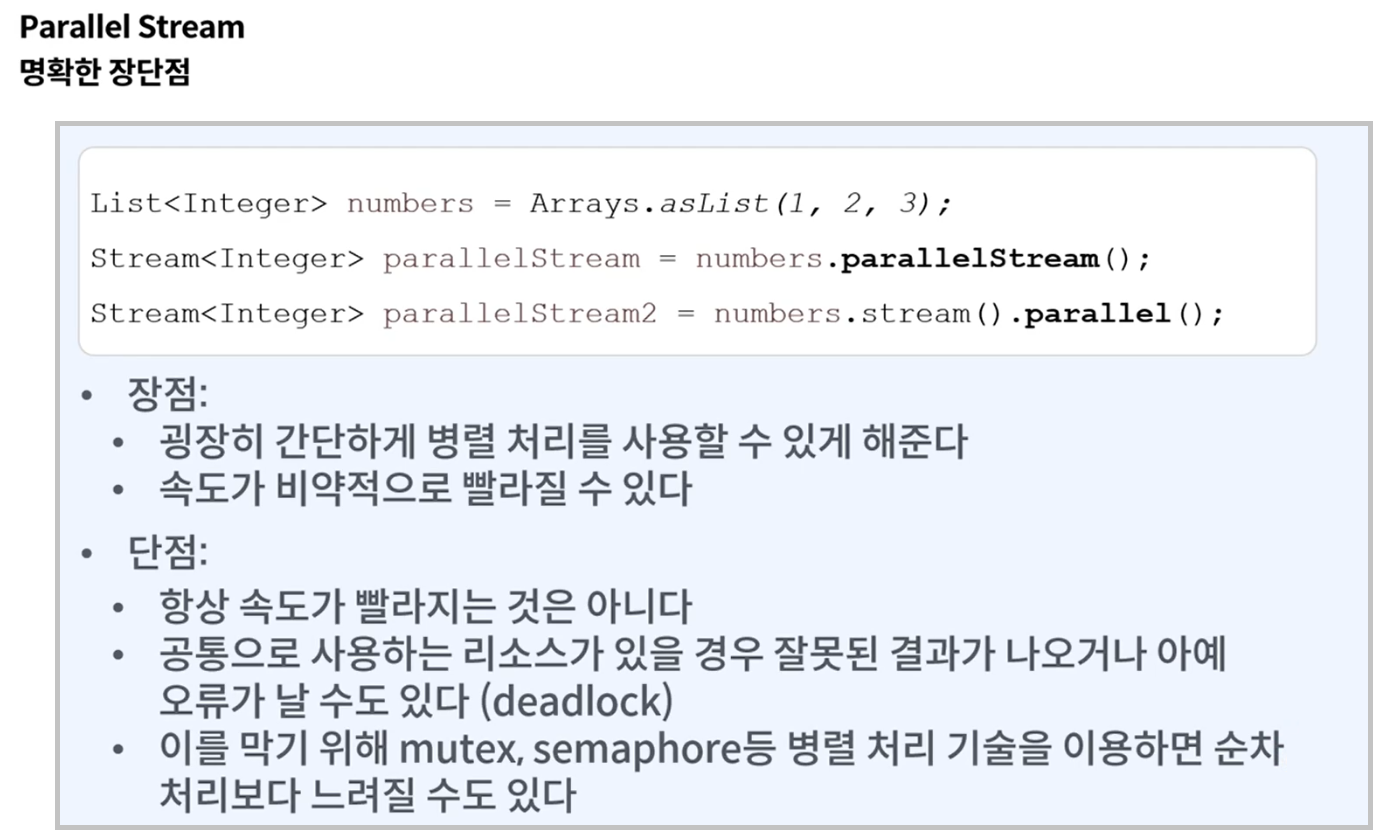 Parallel Stream
명확한 장단점
List<Integer> numbers = Arrays.asList(1, 2, 3);
Stream<Integer> parallelStream = numbers.parallelStream();
Stream<Integer> parallelStream2 = numbers.stream().parallel();
• 장점:
• 굉장히 간단하게 병렬 처리를 사용할 수 있게 해준다
• 속도가 비약적으로 빨라질 수 있다
• 단점:
• 항상 속도가 빨라지는 것은 아니다
• 공통으로 사용하는 리소스가 있을 경우 잘못된 결과가 나오거나 아예
오류가 날 수도 있다 (deadlock)
• 이를 막기 위해 mutex, semaphore등 병렬 처리 기술을 이용하면 순차
처리보다 느려질 수도 있다